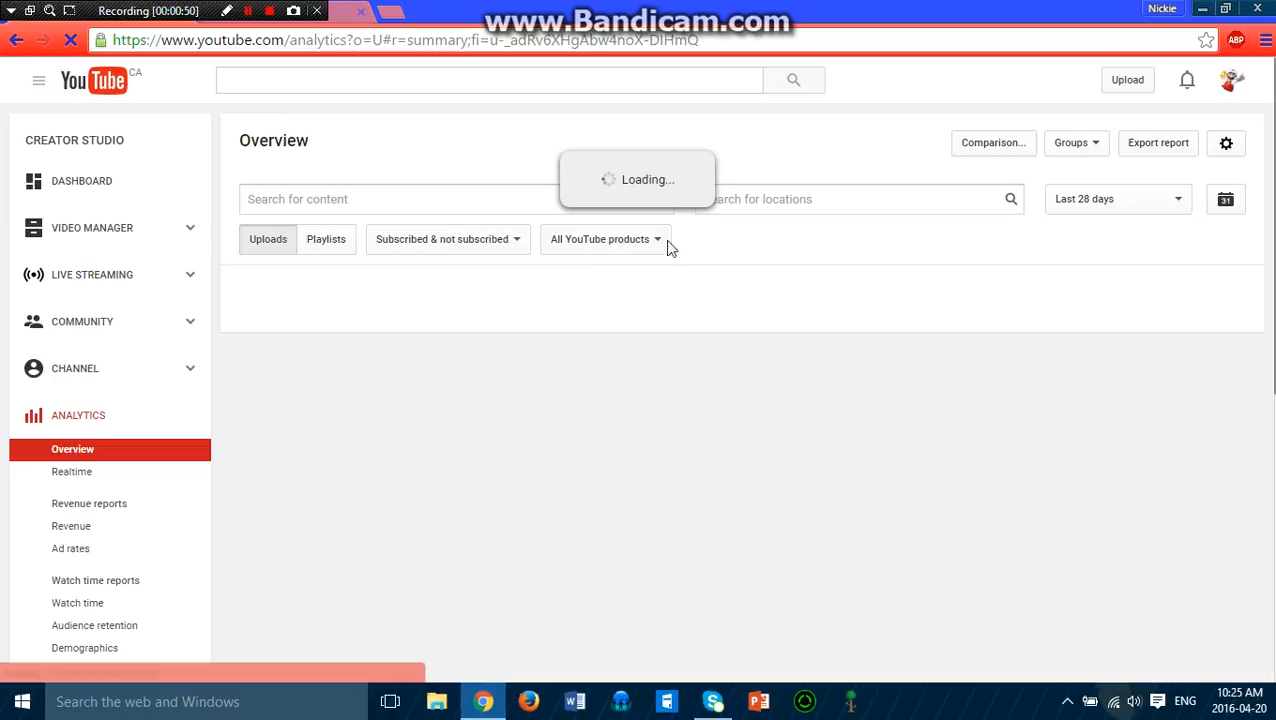 Recording [00:00:50]
www.Bandicam.com
Nickie
https://www.youtube.com/analytics?o=U#r=summary;fi=u-_adRv6XHgAbw4noX-DIHmQ
ABP
YouTube CA
Upload
CREATOR STUDIO
DASHBOARD
VIDEO MANAGER
LIVE STREAMING
COMMUNITY
CHANNEL
ANALYTICS
Overview
Realtime
Revenue reports
Revenue
Ad rates
Watch time reports
Watch time
Audience retention
Demographics
Overview
Comparison...
Groups
Export report
Loading...
Search for content
earch for locations
Last 28 days
31
Uploads
Playlists
Subscribed & not subscribed
All YouTube products
Search the web and Windows
ENG
10:25 AM
2016-04-20